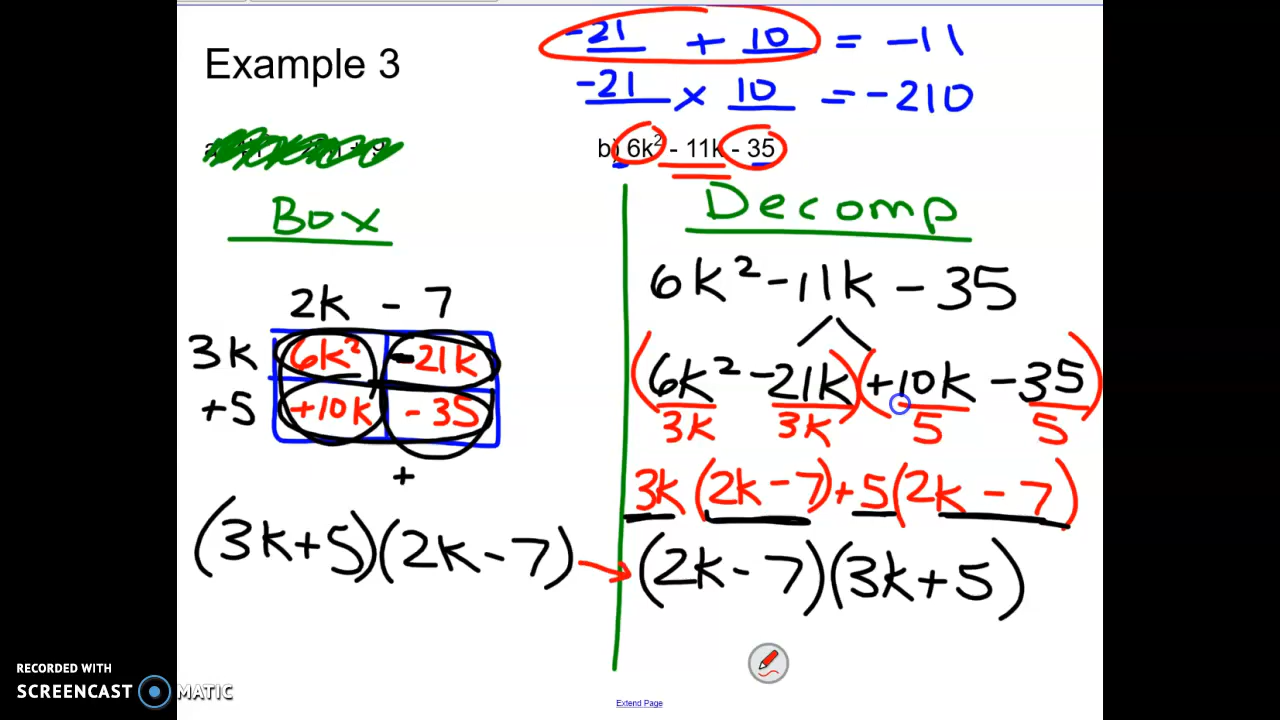 -21 + 10 = -11
Example 3
-21 × 10 = -210
b) 6k² - 11k - 35
Box
2k - 7
3k 6k² -21k
+5 +10k -35
+
(3k+5)(2k-7)
Decomp
6k² - 11k - 35
(6k² - 21k)(+10k - 35)
3k 3k 5 5
3k(2k-7)+5(2k-7)
(2k-7)(3k+5)
RECORDED WITH
SCREENCAST MATIC
Extend Page